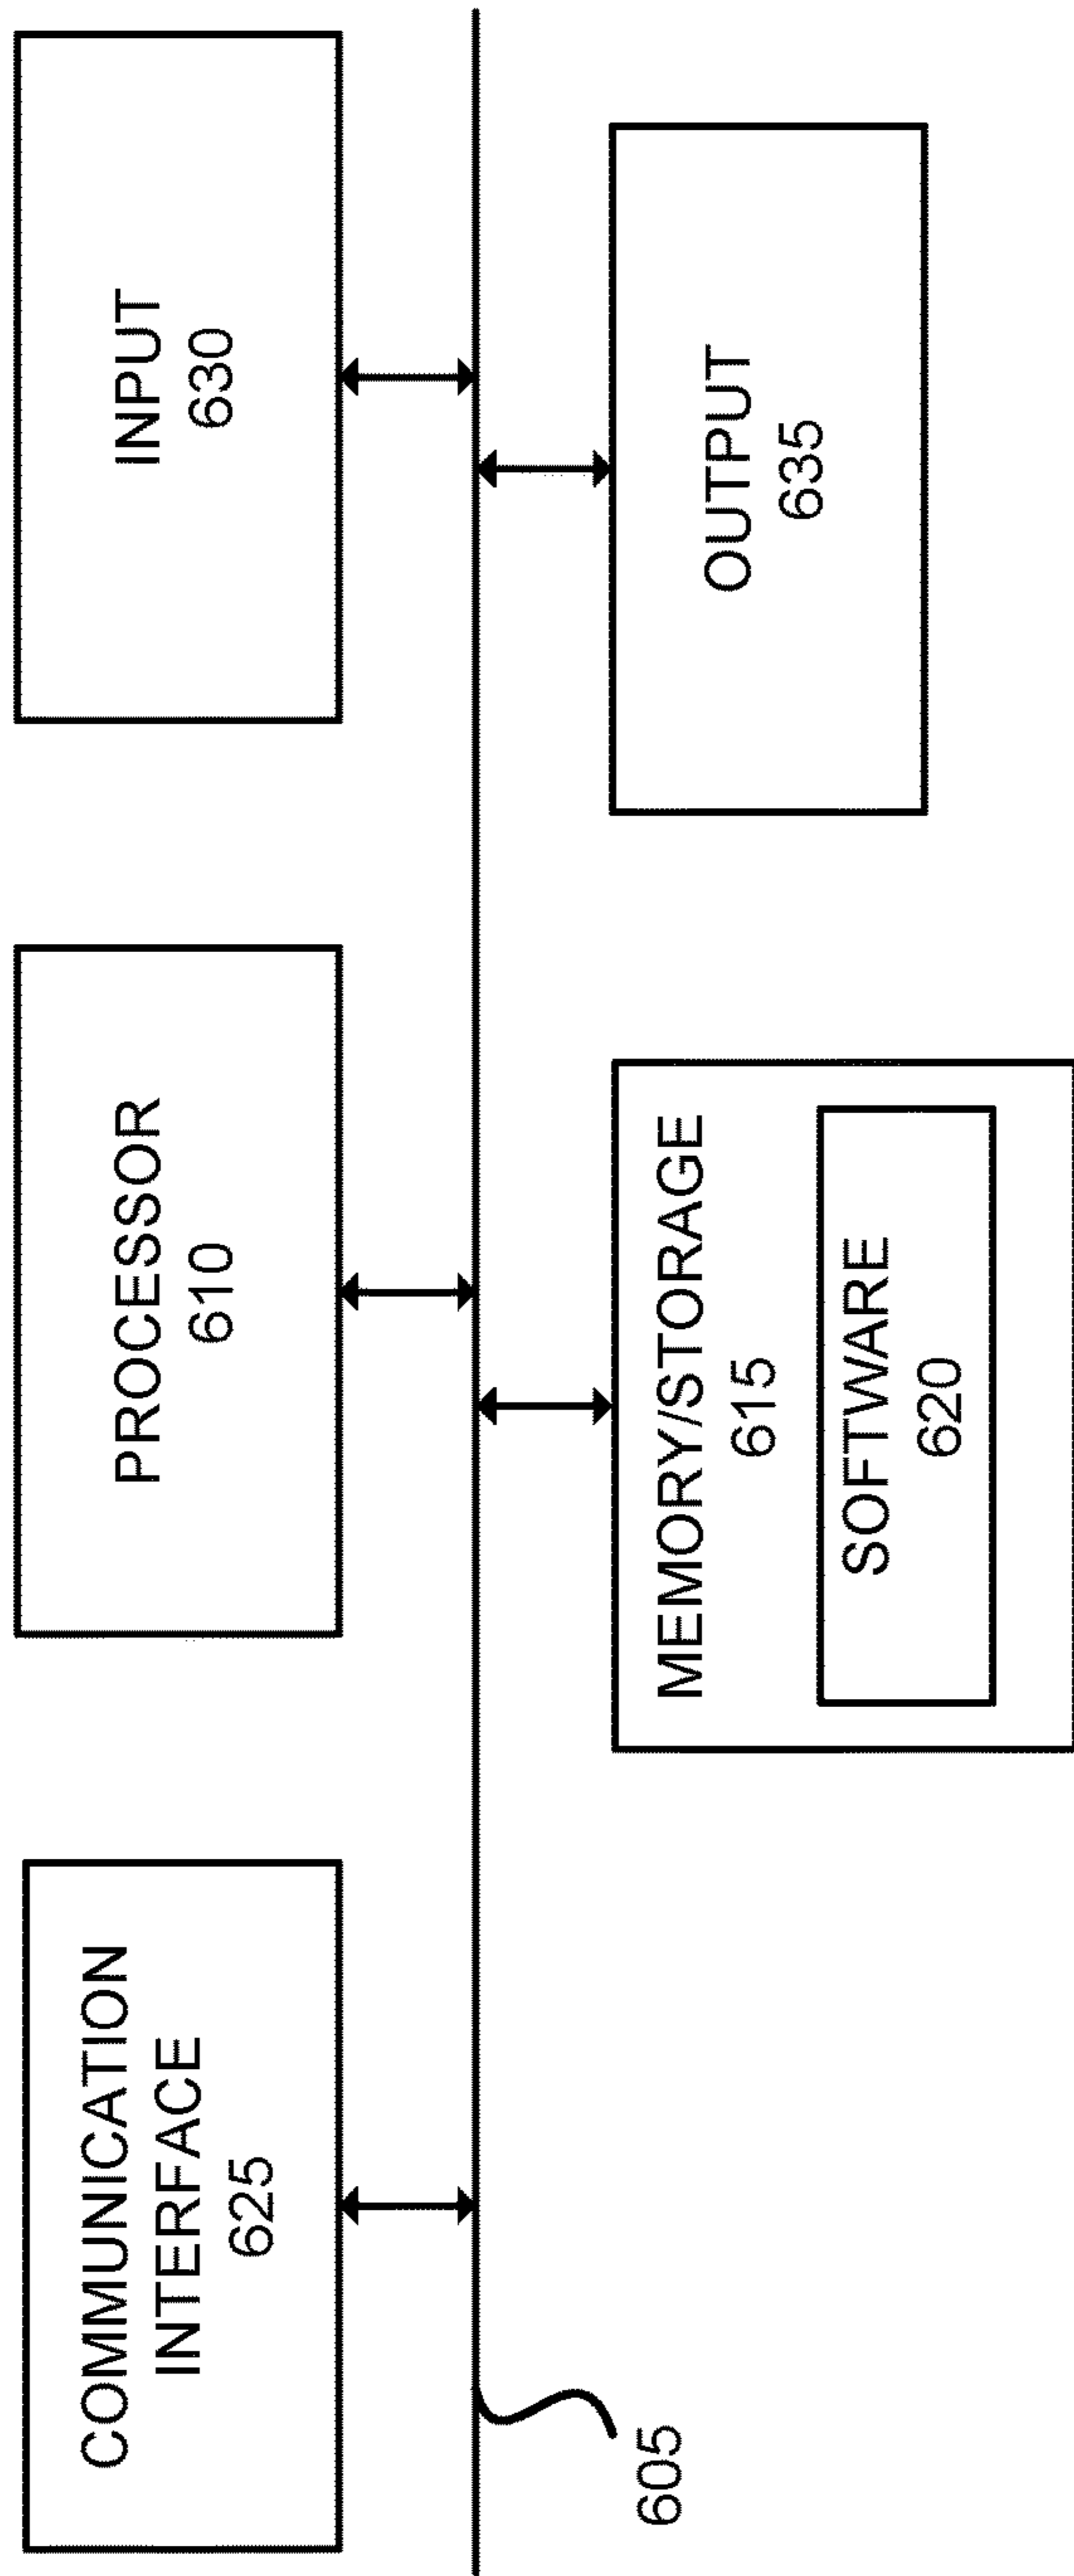 COMMUNICATION
INTERFACE
625
PROCESSOR
610
INPUT
630
605
MEMORY/STORAGE
615
SOFTWARE
620
OUTPUT
635